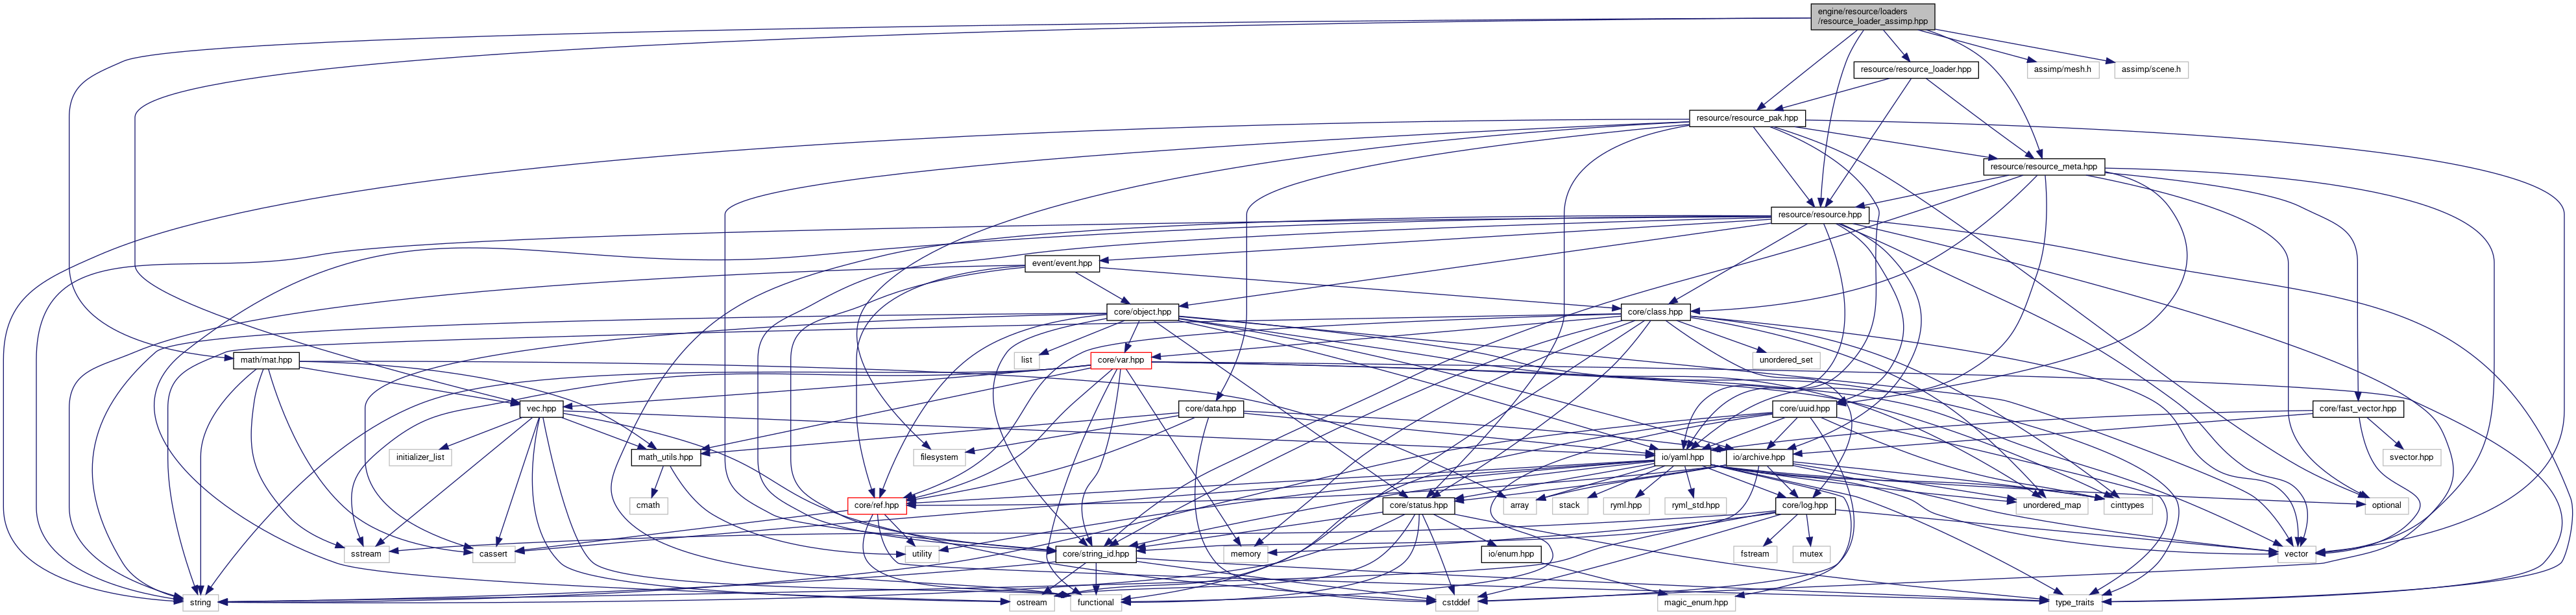 engine/resource/loaders
/resource_loader_assimp.hpp
resource/resource_loader.hpp
assimp/mesh.h
assimp/scene.h
resource/resource_pak.hpp
resource/resource_meta.hpp
resource/resource.hpp
event/event.hpp
core/object.hpp
core/class.hpp
math/mat.hpp
list
core/var.hpp
unordered_set
vec.hpp
core/data.hpp
core/uuid.hpp
core/fast_vector.hpp
initializer_list
math_utils.hpp
filesystem
io/yaml.hpp
io/archive.hpp
svector.hpp
cmath
core/ref.hpp
core/status.hpp
array
stack
ryml.hpp
ryml_std.hpp
core/log.hpp
unordered_map
cinttypes
optional
sstream
cassert
utility
core/string_id.hpp
memory
io/enum.hpp
fstream
mutex
vector
string
ostream
functional
cstddef
magic_enum.hpp
type_traits